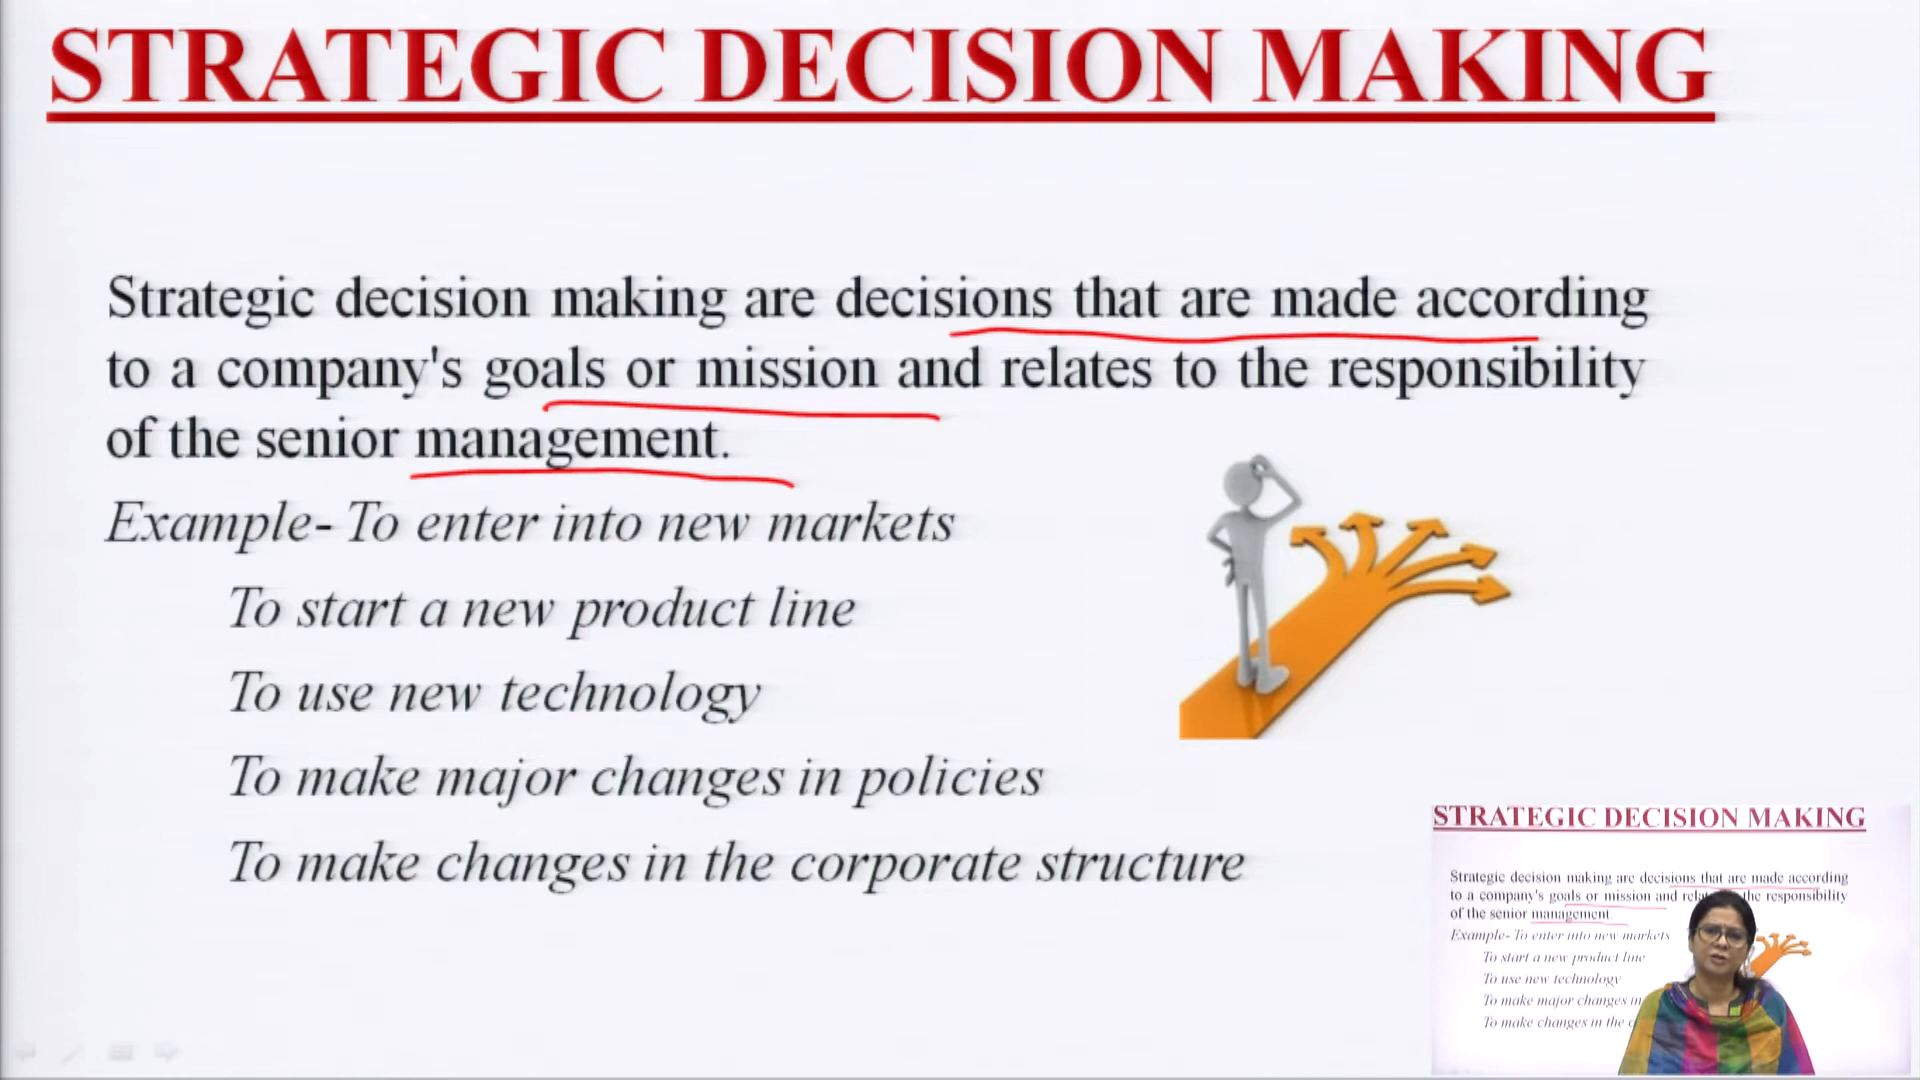 STRATEGIC DECISION MAKING
Strategic decision making are decisions that are made according
to a company's goals or mission and relates to the responsibility
of the senior management.
Example- To enter into new markets
To start a new product line
To use new technology
To make major changes in policies
To make changes in the corporate structure
STRATEGIC DECISION MAKING
Strategic decision making are decisions that are made according
to a company's goals or mission and the responsibility
of the senior management.
Example- To enter into new markets
To start a new product line
To use new technology
To make major changes in
To make changes in the